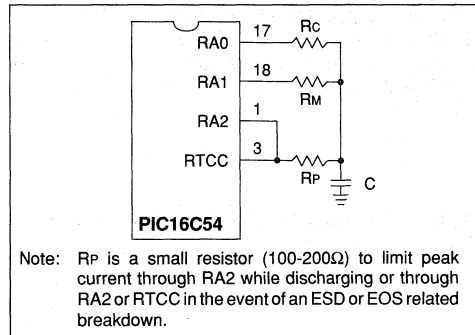 RA0 17 Rc
RA1 18 RM
RA2 1
RTCC 3 RP
C
PIC16C54
Note: RP is a small resistor (100-200Ω) to limit peak
current through RA2 while discharging or through
RA2 or RTCC in the event of an ESD or EOS related
breakdown.